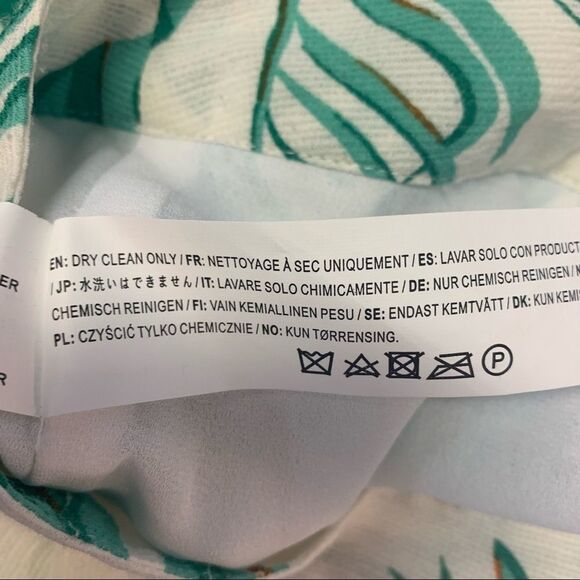 EN: DRY CLEAN ONLY / FR: NETTOYAGE À SEC UNIQUEMENT / ES: LAVAR SOLO CON
/ JP: 水洗いはできません / IT: LAVARE SOLO CHIMICAMENTE / DE: NUR CHEMISCH REINIGEN /
CHEMISCH REINIGEN / FI: VAIN KEMIALLINEN PESU / SE: ENDAST KEMTVÄTT / DK: KUN
PL: CZYŚCIĆ TYLKO CHEMICZNIE / NO: KUN TØRRENSING.
P